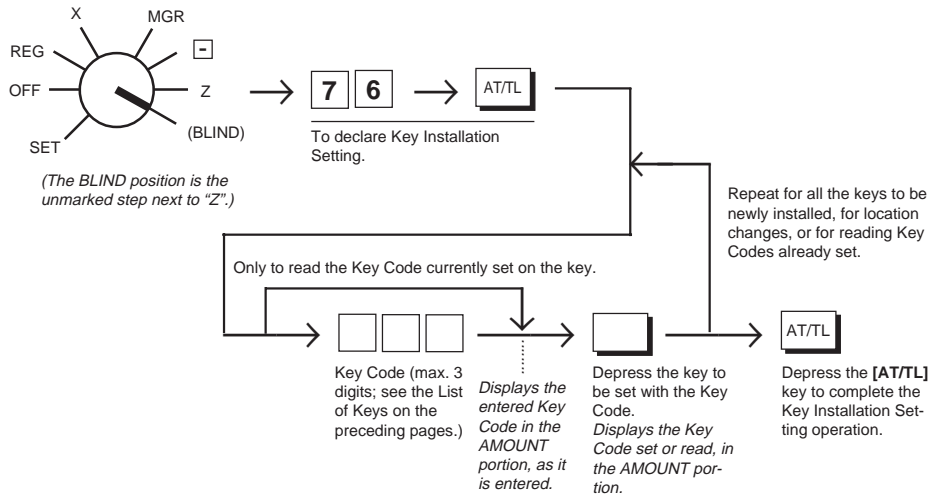 X
MGR
REG
-
OFF
Z
(BLIND)
SET
(The BLIND position is the
unmarked step next to “Z”.)
7 6
AT/TL
To declare Key Installation
Setting.
Repeat for all the keys to be
newly installed, for location
changes, or for reading Key
Codes already set.
Only to read the Key Code currently set on the key.
Key Code (max. 3
digits; see the List
of Keys on the
preceding pages.)
Displays the
entered Key
Code in the
AMOUNT
portion, as it
is entered.
Depress the key to
be set with the Key
Code.
Displays the Key
Code set or read, in
the AMOUNT por-
tion.
AT/TL
Depress the [AT/TL]
key to complete the
Key Installation Set-
ting operation.